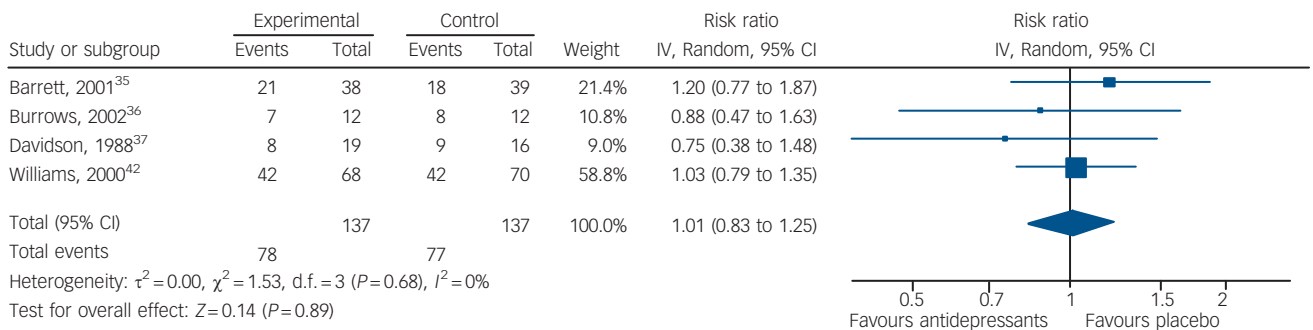 Experimental Control Risk ratio Risk ratio
Study or subgroup Events Total Events Total Weight IV, Random, 95% CI IV, Random, 95% CI
Barrett, 2001³⁵ 21 38 18 39 21.4% 1.20 (0.77 to 1.87)
Burrows, 2002³⁶ 7 12 8 12 10.8% 0.88 (0.47 to 1.63)
Davidson, 1988³⁷ 8 19 9 16 9.0% 0.75 (0.38 to 1.48)
Williams, 2000⁴² 42 68 42 70 58.8% 1.03 (0.79 to 1.35)
Total (95% CI) 137 137 100.0% 1.01 (0.83 to 1.25)
Total events 78 77
Heterogeneity: τ² = 0.00, χ² = 1.53, d.f. = 3 (P = 0.68), I² = 0%
Test for overall effect: Z = 0.14 (P = 0.89)
0.5 0.7 1 1.5 2
Favours antidepressants Favours placebo